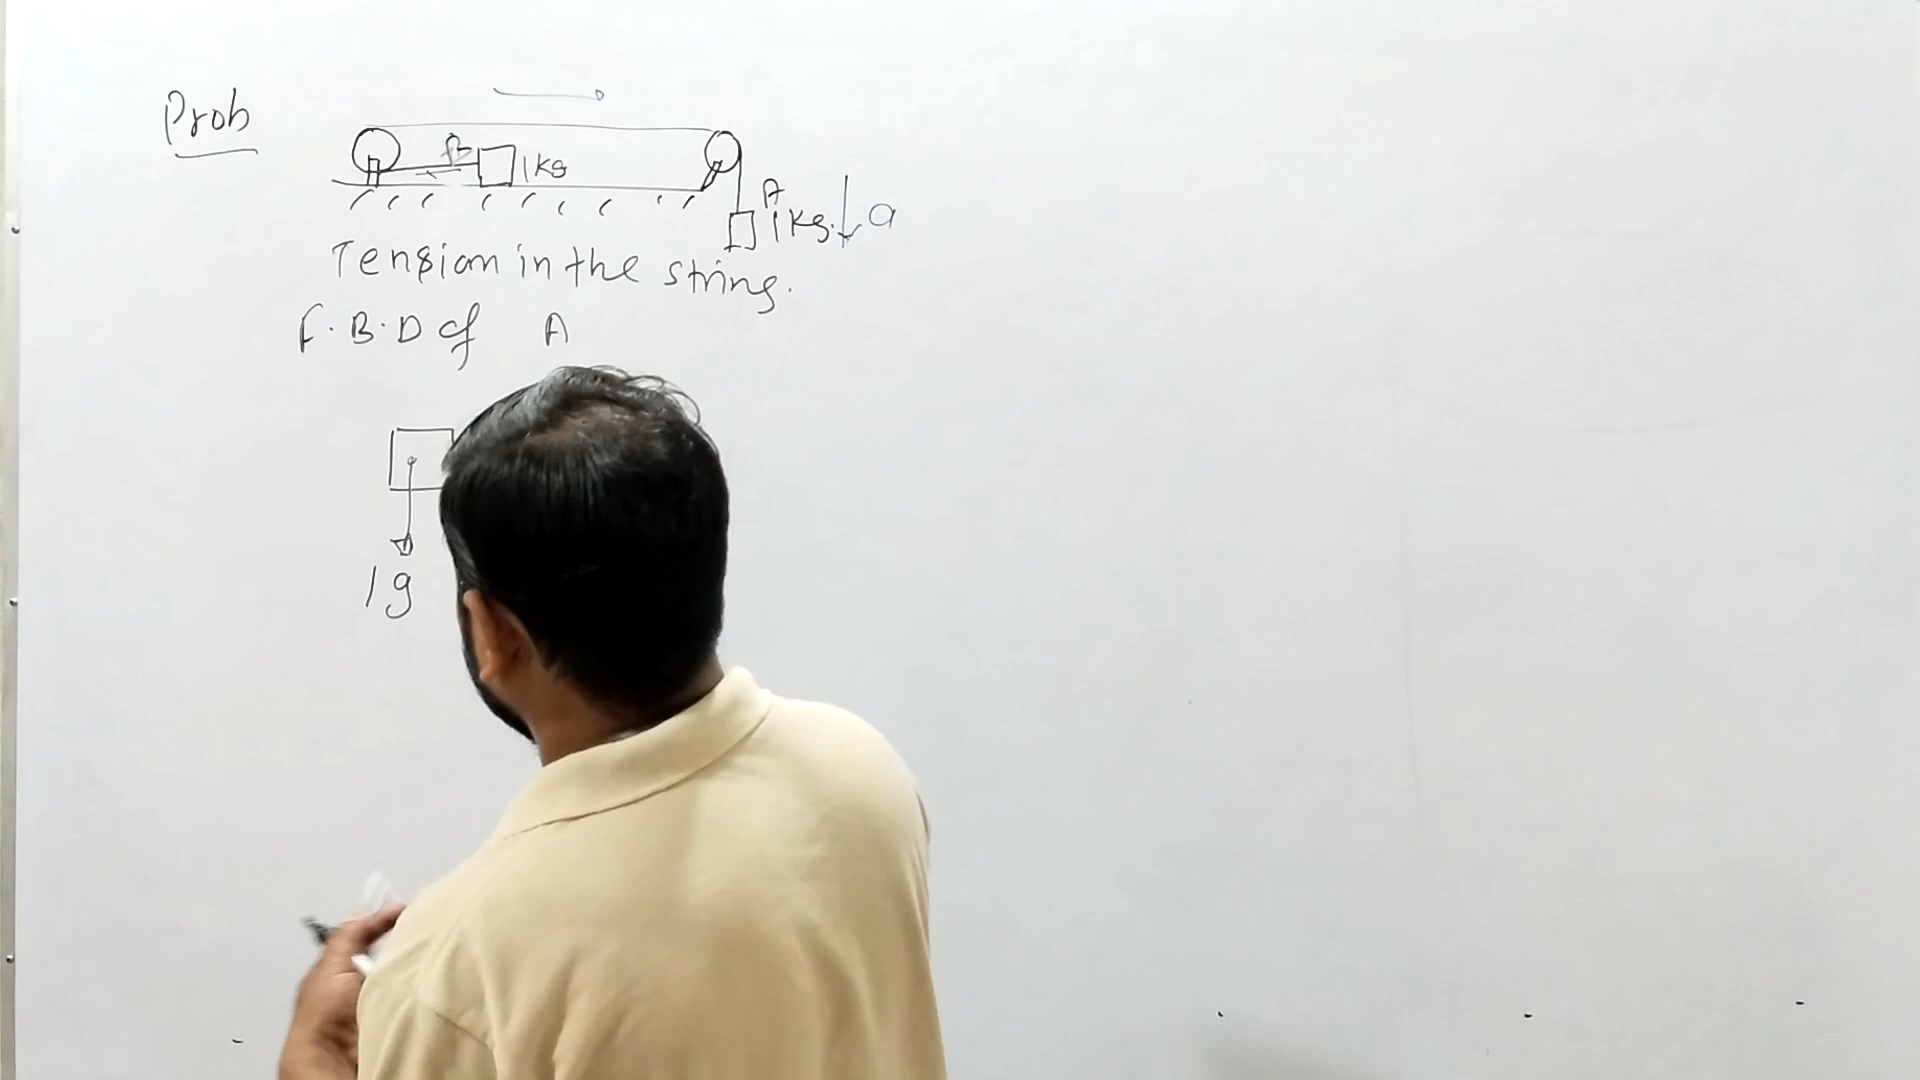 Prob
B
1kg
A
1kg. a
Tension in the string.
F.B.D of A
1g